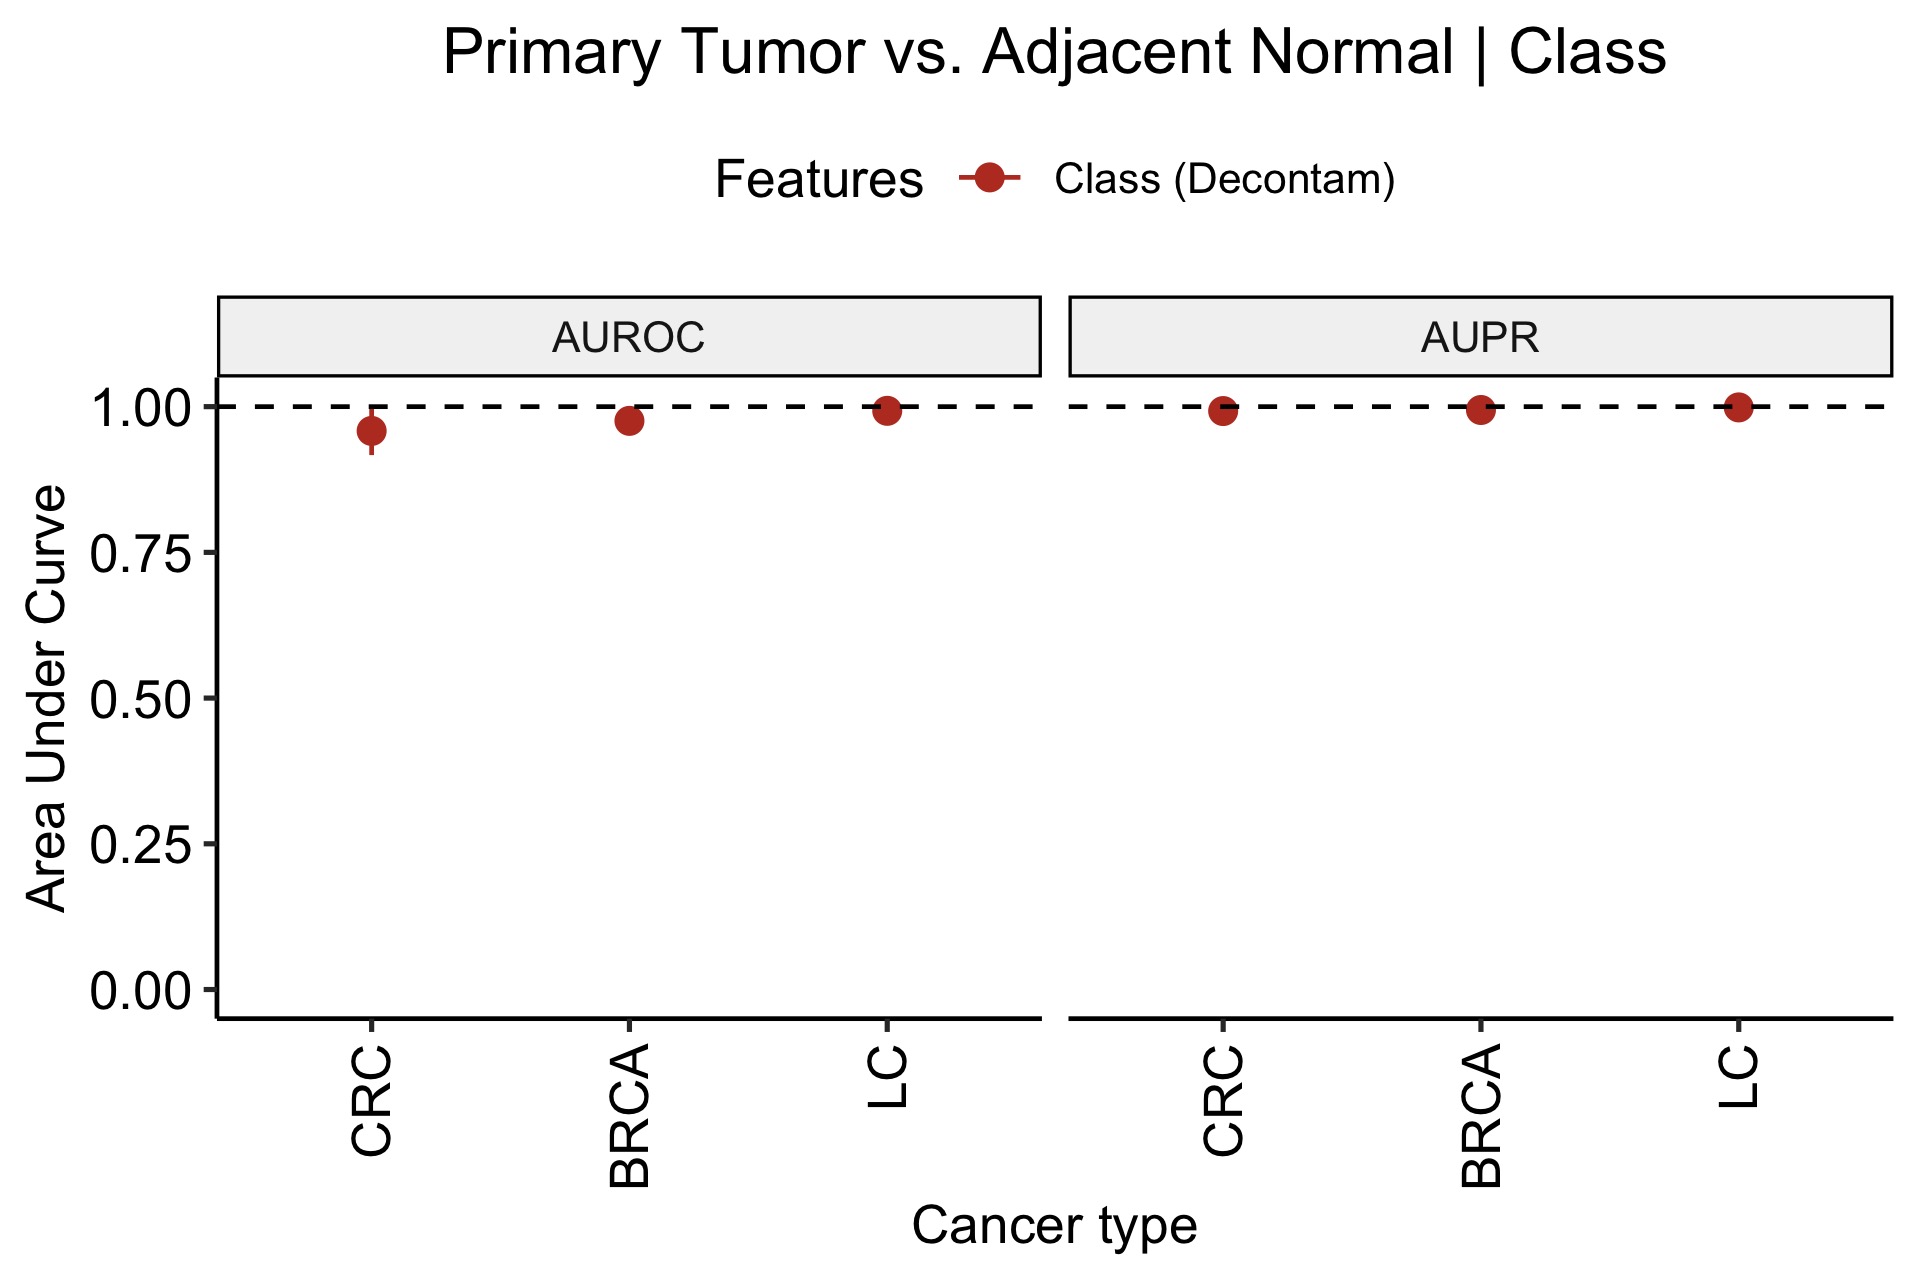 Primary Tumor vs. Adjacent Normal | Class
Features Class (Decontam)
AUROC AUPR
Area Under Curve
1.00
0.75
0.50
0.25
0.00
CRC BRCA LC CRC BRCA LC
Cancer type